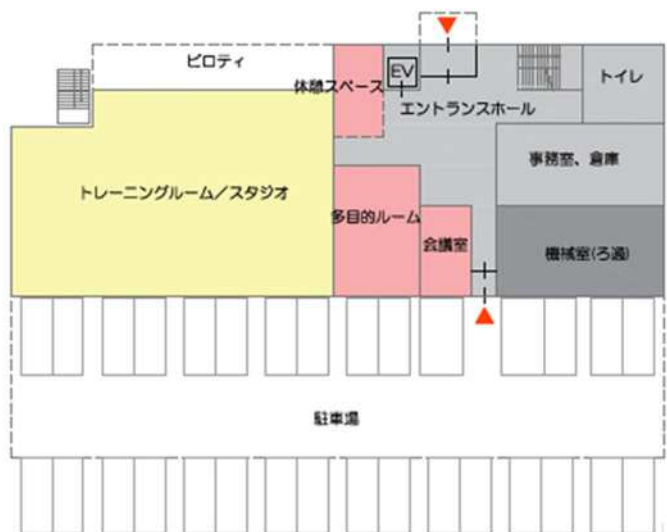 ピロティ
休憩スペース
EV
エントランスホール
トイレ
事務室、倉庫
トレーニングルーム／スタジオ
多目的ルーム
会議室
機械室(ろ過)
駐車場